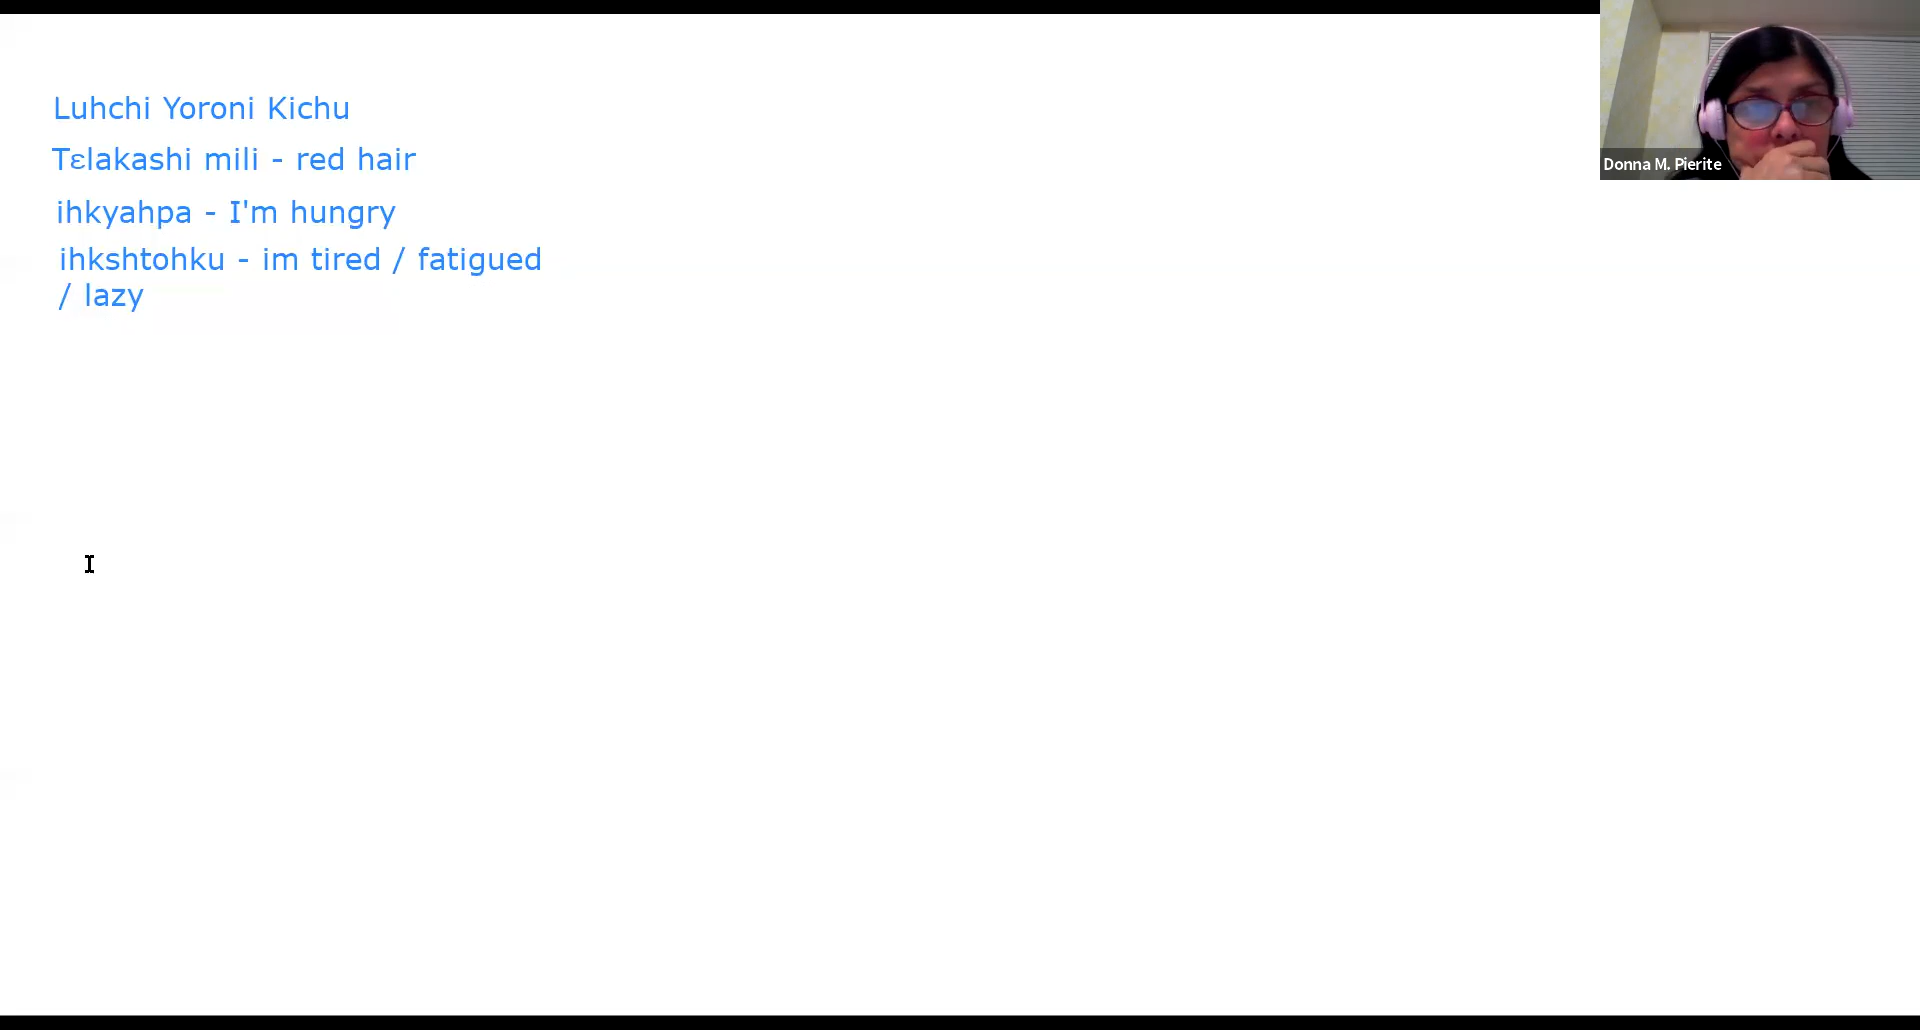 Luhchi Yoroni Kichu
Tɛlakashi mili - red hair
ihkyahpa - I'm hungry
ihkshtohku - im tired / fatigued
/ lazy
Donna M. Pierite